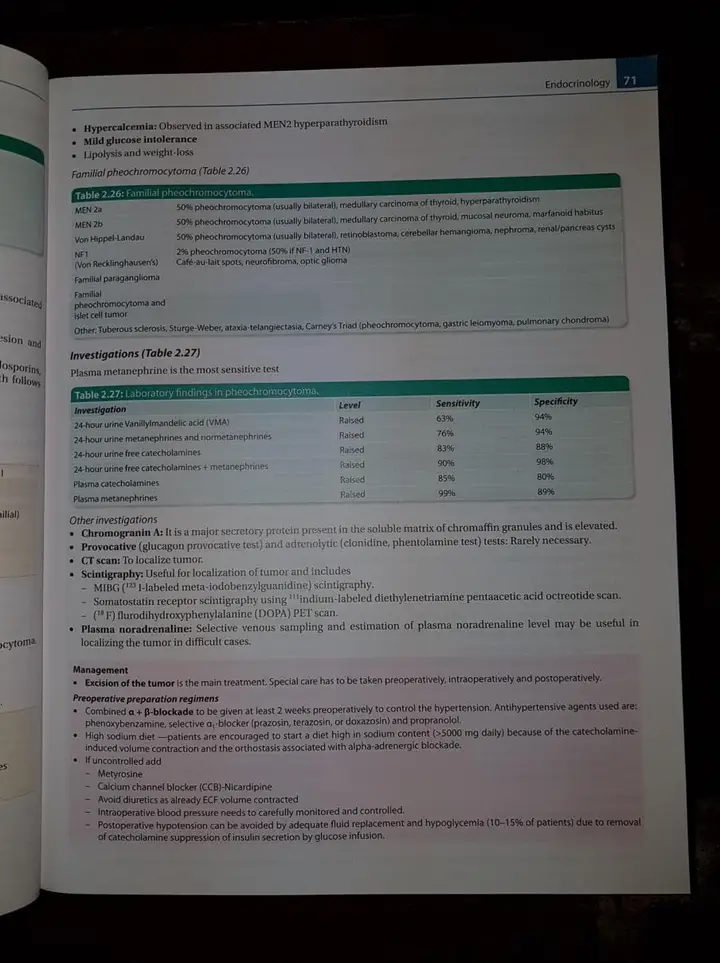 Endocrinology 71
• Hypercalcemia: Observed in associated MEN2 hyperparathyroidism
• Mild glucose intolerance
• Lipolysis and weight-loss
Familial pheochromocytoma (Table 2.26)
Table 2.26: Familial pheochromocytoma.
MEN 2a 50% pheochromocytoma (usually bilateral), medullary carcinoma of thyroid, hyperparathyroidism
MEN 2b 50% pheochromocytoma (usually bilateral), medullary carcinoma of thyroid, mucosal neuroma, marfanoid habitus
Von Hippel-Landau 50% pheochromocytoma (usually bilateral), retinoblastoma, cerebellar hemangioma, nephroma, renal/pancreas cysts
NF1 2% pheochromocytoma (50% if NF-1 and HTN)
(Von Recklinghausen's) Café-au-lait spots, neurofibroma, optic glioma
Familial paraganglioma
Familial
pheochromocytoma and
islet cell tumor
Other: Tuberous sclerosis, Sturge-Weber, ataxia-telangiectasia, Carney's Triad (pheochromocytoma, gastric leiomyoma, pulmonary chondroma)
Investigations (Table 2.27)
Plasma metanephrine is the most sensitive test
Table 2.27: Laboratory findings in pheochromocytoma.
Investigation Level Sensitivity Specificity
24-hour urine Vanillylmandelic acid (VMA) Raised 63% 94%
24-hour urine metanephrines and normetanephrines Raised 76% 94%
24-hour urine free catecholamines Raised 83% 88%
24-hour urine free catecholamines + metanephrines Raised 90% 98%
Plasma catecholamines Raised 85% 80%
Plasma metanephrines Raised 99% 89%
Other investigations
• Chromogranin A: It is a major secretory protein present in the soluble matrix of chromaffin granules and is elevated.
• Provocative (glucagon provocative test) and adrenolytic (clonidine, phentolamine test) tests: Rarely necessary.
• CT scan: To localize tumor.
• Scintigraphy: Useful for localization of tumor and includes
– MIBG (¹²³ I-labeled meta-iodobenzylguanidine) scintigraphy.
– Somatostatin receptor scintigraphy using ¹¹¹indium-labeled diethylenetriamine pentaacetic acid octreotide scan.
– (¹⁸ F) flurodihydroxyphenylalanine (DOPA) PET scan.
• Plasma noradrenaline: Selective venous sampling and estimation of plasma noradrenaline level may be useful in
localizing the tumor in difficult cases.
Management
• Excision of the tumor is the main treatment. Special care has to be taken preoperatively, intraoperatively and postoperatively.
Preoperative preparation regimens
• Combined α + β-blockade to be given at least 2 weeks preoperatively to control the hypertension. Antihypertensive agents used are:
phenoxybenzamine, selective α₁-blocker (prazosin, terazosin, or doxazosin) and propranolol.
• High sodium diet —patients are encouraged to start a diet high in sodium content (>5000 mg daily) because of the catecholamine-
induced volume contraction and the orthostasis associated with alpha-adrenergic blockade.
• If uncontrolled add
– Metyrosine
– Calcium channel blocker (CCB)-Nicardipine
– Avoid diuretics as already ECF volume contracted
– Intraoperative blood pressure needs to carefully monitored and controlled.
– Postoperative hypotension can be avoided by adequate fluid replacement and hypoglycemia (10–15% of patients) due to removal
of catecholamine suppression of insulin secretion by glucose infusion.